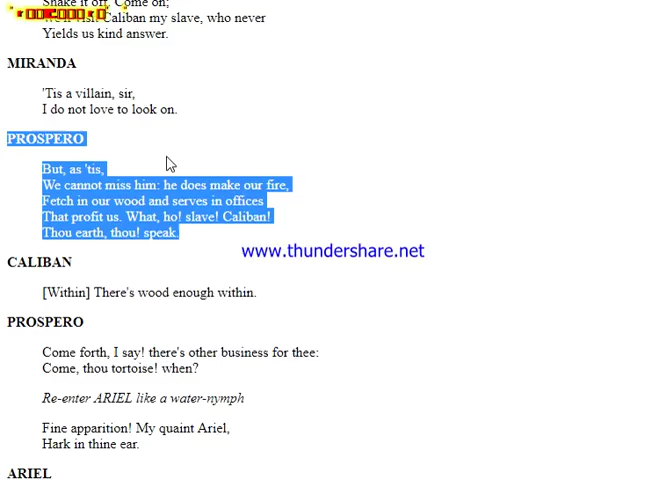 Shake it off. Come on;
Caliban my slave, who never
Yields us kind answer.
MIRANDA
'Tis a villain, sir,
I do not love to look on.
PROSPERO
But, as 'tis,
We cannot miss him: he does make our fire,
Fetch in our wood and serves in offices
That profit us. What, ho! slave! Caliban!
Thou earth, thou! speak.
www.thundershare.net
CALIBAN
[Within] There's wood enough within.
PROSPERO
Come forth, I say! there's other business for thee:
Come, thou tortoise! when?
Re-enter ARIEL like a water-nymph
Fine apparition! My quaint Ariel,
Hark in thine ear.
ARIEL